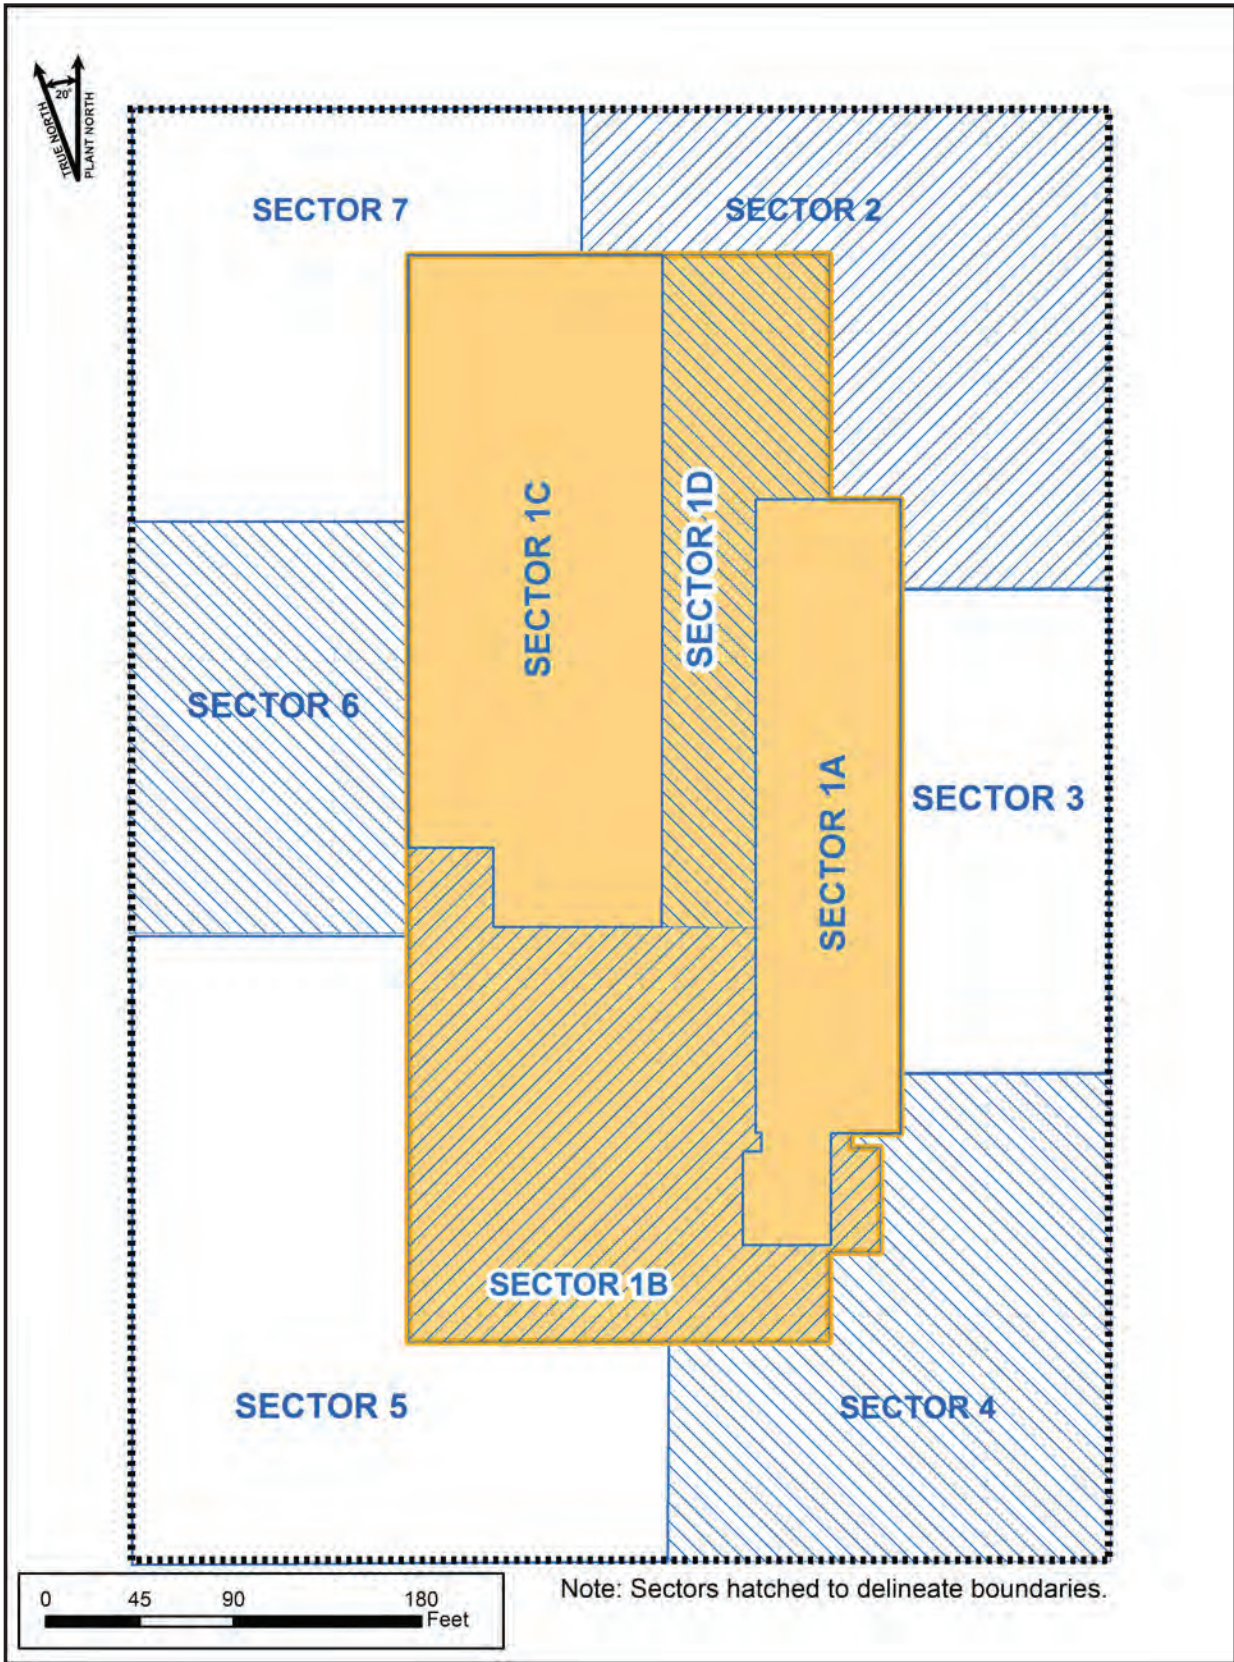 20°
TRUE NORTH
PLANT NORTH
SECTOR 7
SECTOR 2
SECTOR 1C
SECTOR 1D
SECTOR 6
SECTOR 1A
SECTOR 3
SECTOR 1B
SECTOR 5
SECTOR 4
0 45 90 180
Feet
Note: Sectors hatched to delineate boundaries.